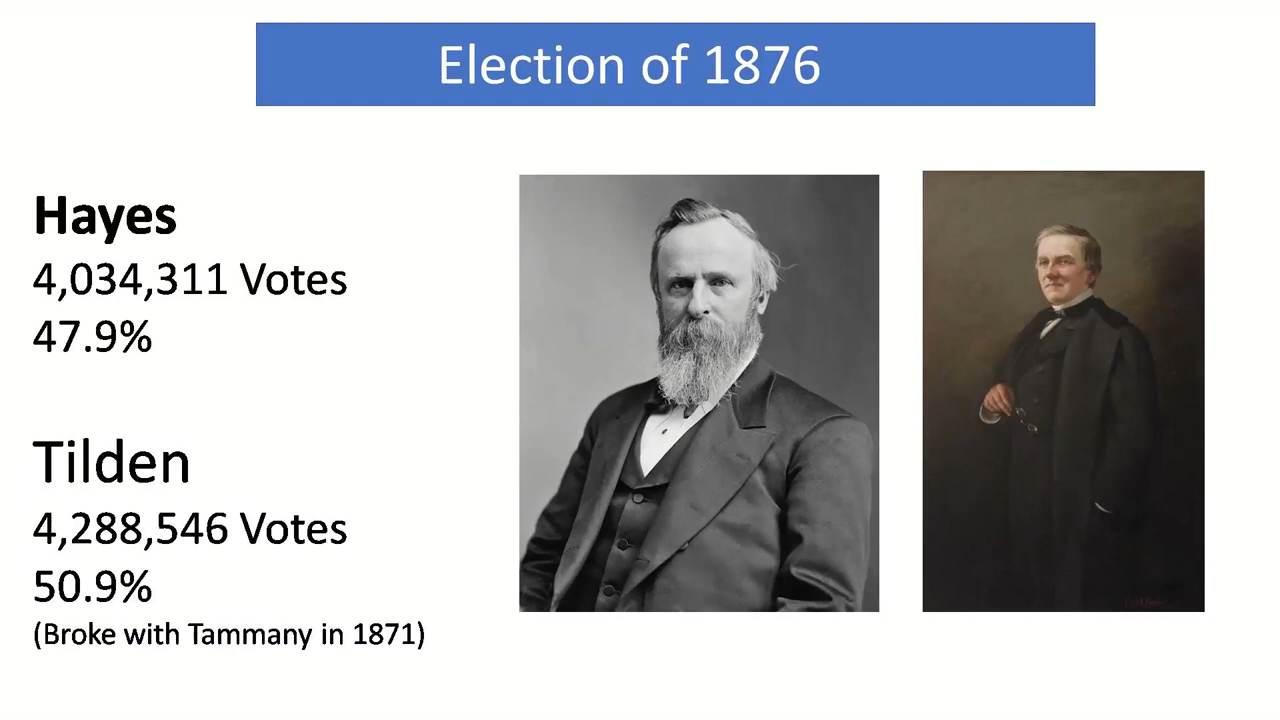 Election of 1876
Hayes
4,034,311 Votes
47.9%
Tilden
4,288,546 Votes
50.9%
(Broke with Tammany in 1871)